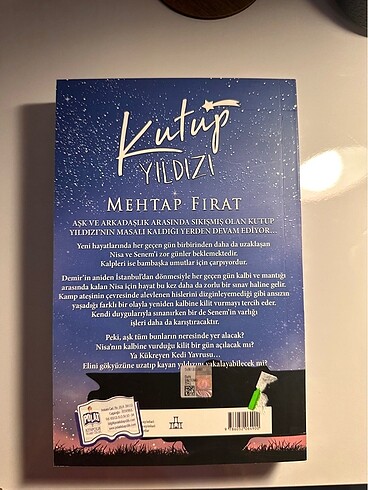 Kutup
YILDIZI
MEHTAP FIRAT
AŞK VE ARKADAŞLIK ARASINDA SIKIŞMIŞ OLAN KUTUP
YILDIZI'NIN MASALI KALDIĞI YERDEN DEVAM EDİYOR…
Yeni hayatlarında her geçen gün birbirinden daha da uzaklaşan
Nisa ve Senem'i zor günler beklemektedir.
Kalpleri ise bambaşka umutlar için çarpıyordur.
Demir'in aniden İstanbul'dan dönmesiyle her geçen gün kalbi ve mantığı
arasında kalan Nisa için hayat bu kez daha da zorlu bir sınav haline gelir.
Kamp ateşinin çevresinde alevlenen hislerini dizginleyemediği gibi ansızın
yaşadığı farklı bir olayla yeniden kalbine kilit vurmayı tercih eder.
Kendi duygularıyla sınanırken bir de Senem'in varlığı
işleri daha da karıştıracaktır.
Peki, aşk tüm bunların neresinde yer alacak?
Nisa'nın kalbine vurduğu kilit bir gün açılacak mı?
Ya Kükreyen Kedi Yavrusu…
Elini gökyüzüne uzatıp kayan yıldızını yakalayabilecek mi?
POLAT
KİTAPÇILIK